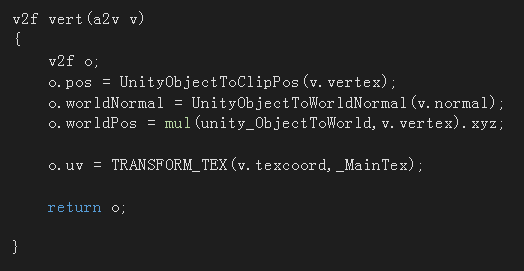 v2f vert(a2v v)
{
    v2f o;
    o.pos = UnityObjectToClipPos(v.vertex);
    o.worldNormal = UnityObjectToWorldNormal(v.normal);
    o.worldPos = mul(unity_ObjectToWorld,v.vertex).xyz;

    o.uv = TRANSFORM_TEX(v.texcoord,_MainTex);

    return o;

}